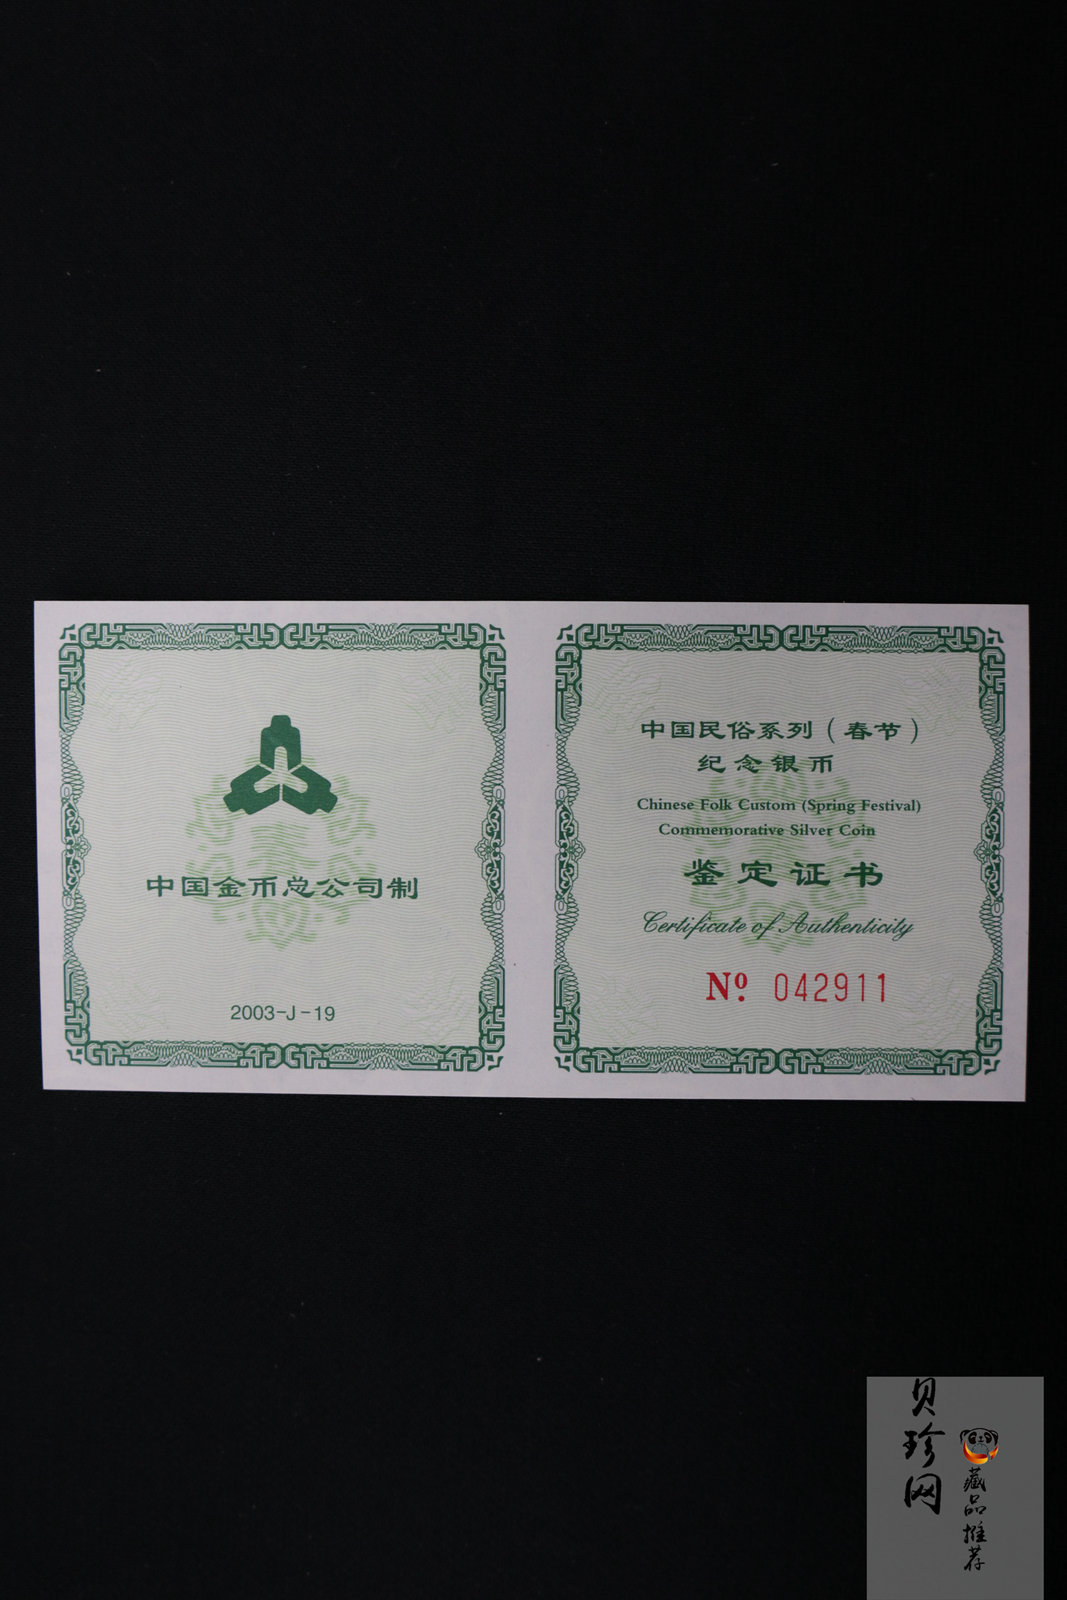 中国金币总公司制
2003-J-19
中国民俗系列（春节）
纪念银币
Chinese Folk Custom (Spring Festival)
Commemorative Silver Coin
鉴定证书
Certificate of Authenticity
Nº 042911
贝珍网
藏品推荐